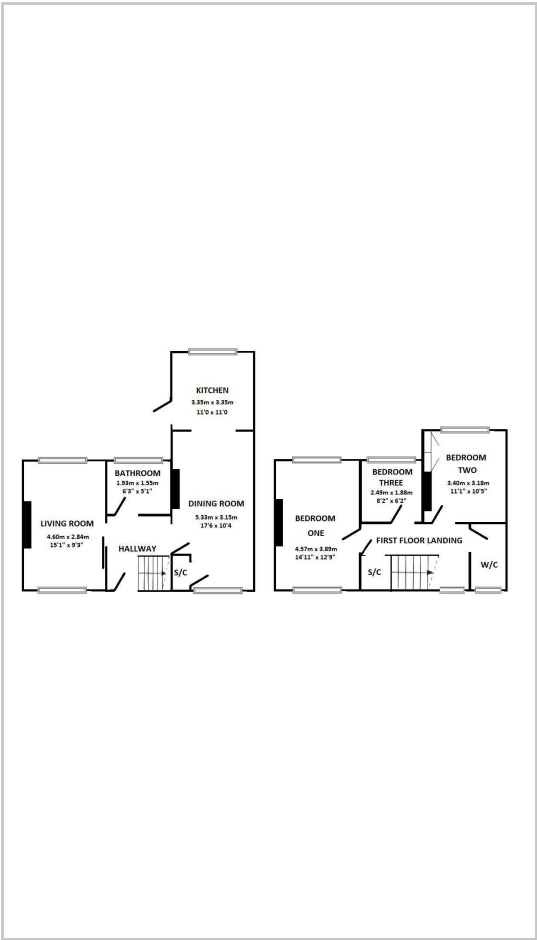 KITCHEN
3.35m x 3.35m
11'0 x 11'0
BATHROOM
1.93m x 1.55m
6'3" x 5'1"
DINING ROOM
5.33m x 3.15m
17'6 x 10'4
LIVING ROOM
4.60m x 2.84m
15'1" x 9'3"
HALLWAY
S/C
BEDROOM
TWO
3.40m x 3.18m
11'1" x 10'5"
BEDROOM
THREE
2.49m x 1.88m
8'2" x 6'2"
BEDROOM
ONE
4.57m x 3.89m
14'11" x 12'9"
FIRST FLOOR LANDING
S/C
W/C